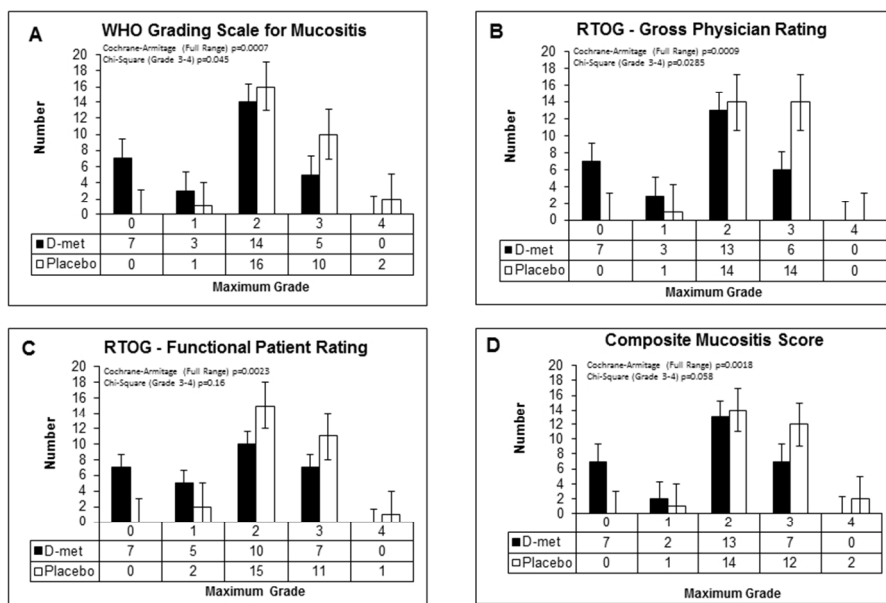 A
WHO Grading Scale for Mucositis
Cochrane-Armitage (Full Range) p=0.0007
Chi-Square (Grade 3-4) p=0.045
Number
20
18
16
14
12
10
8
6
4
2
0
0 1 2 3 4
D-met 7 3 14 5 0
Placebo 0 1 16 10 2
Maximum Grade
B
RTOG - Gross Physician Rating
Cochrane-Armitage (Full Range) p=0.0009
Chi-Square (Grade 3-4) p=0.0285
Number
20
18
16
14
12
10
8
6
4
2
0
0 1 2 3 4
D-met 7 3 13 6 0
Placebo 0 1 14 14 0
Maximum Grade
C
RTOG - Functional Patient Rating
Cochrane-Armitage (Full Range) p=0.0023
Chi-Square (Grade 3-4) p=0.16
Number
20
18
16
14
12
10
8
6
4
2
0
0 1 2 3 4
D-met 7 5 10 7 0
Placebo 0 2 15 11 1
Maximum Grade
D
Composite Mucositis Score
Cochrane-Armitage (Full Range) p=0.0018
Chi-Square (Grade 3-4) p=0.058
Number
20
18
16
14
12
10
8
6
4
2
0
0 1 2 3 4
D-met 7 2 13 7 0
Placebo 0 1 14 12 2
Maximum Grade